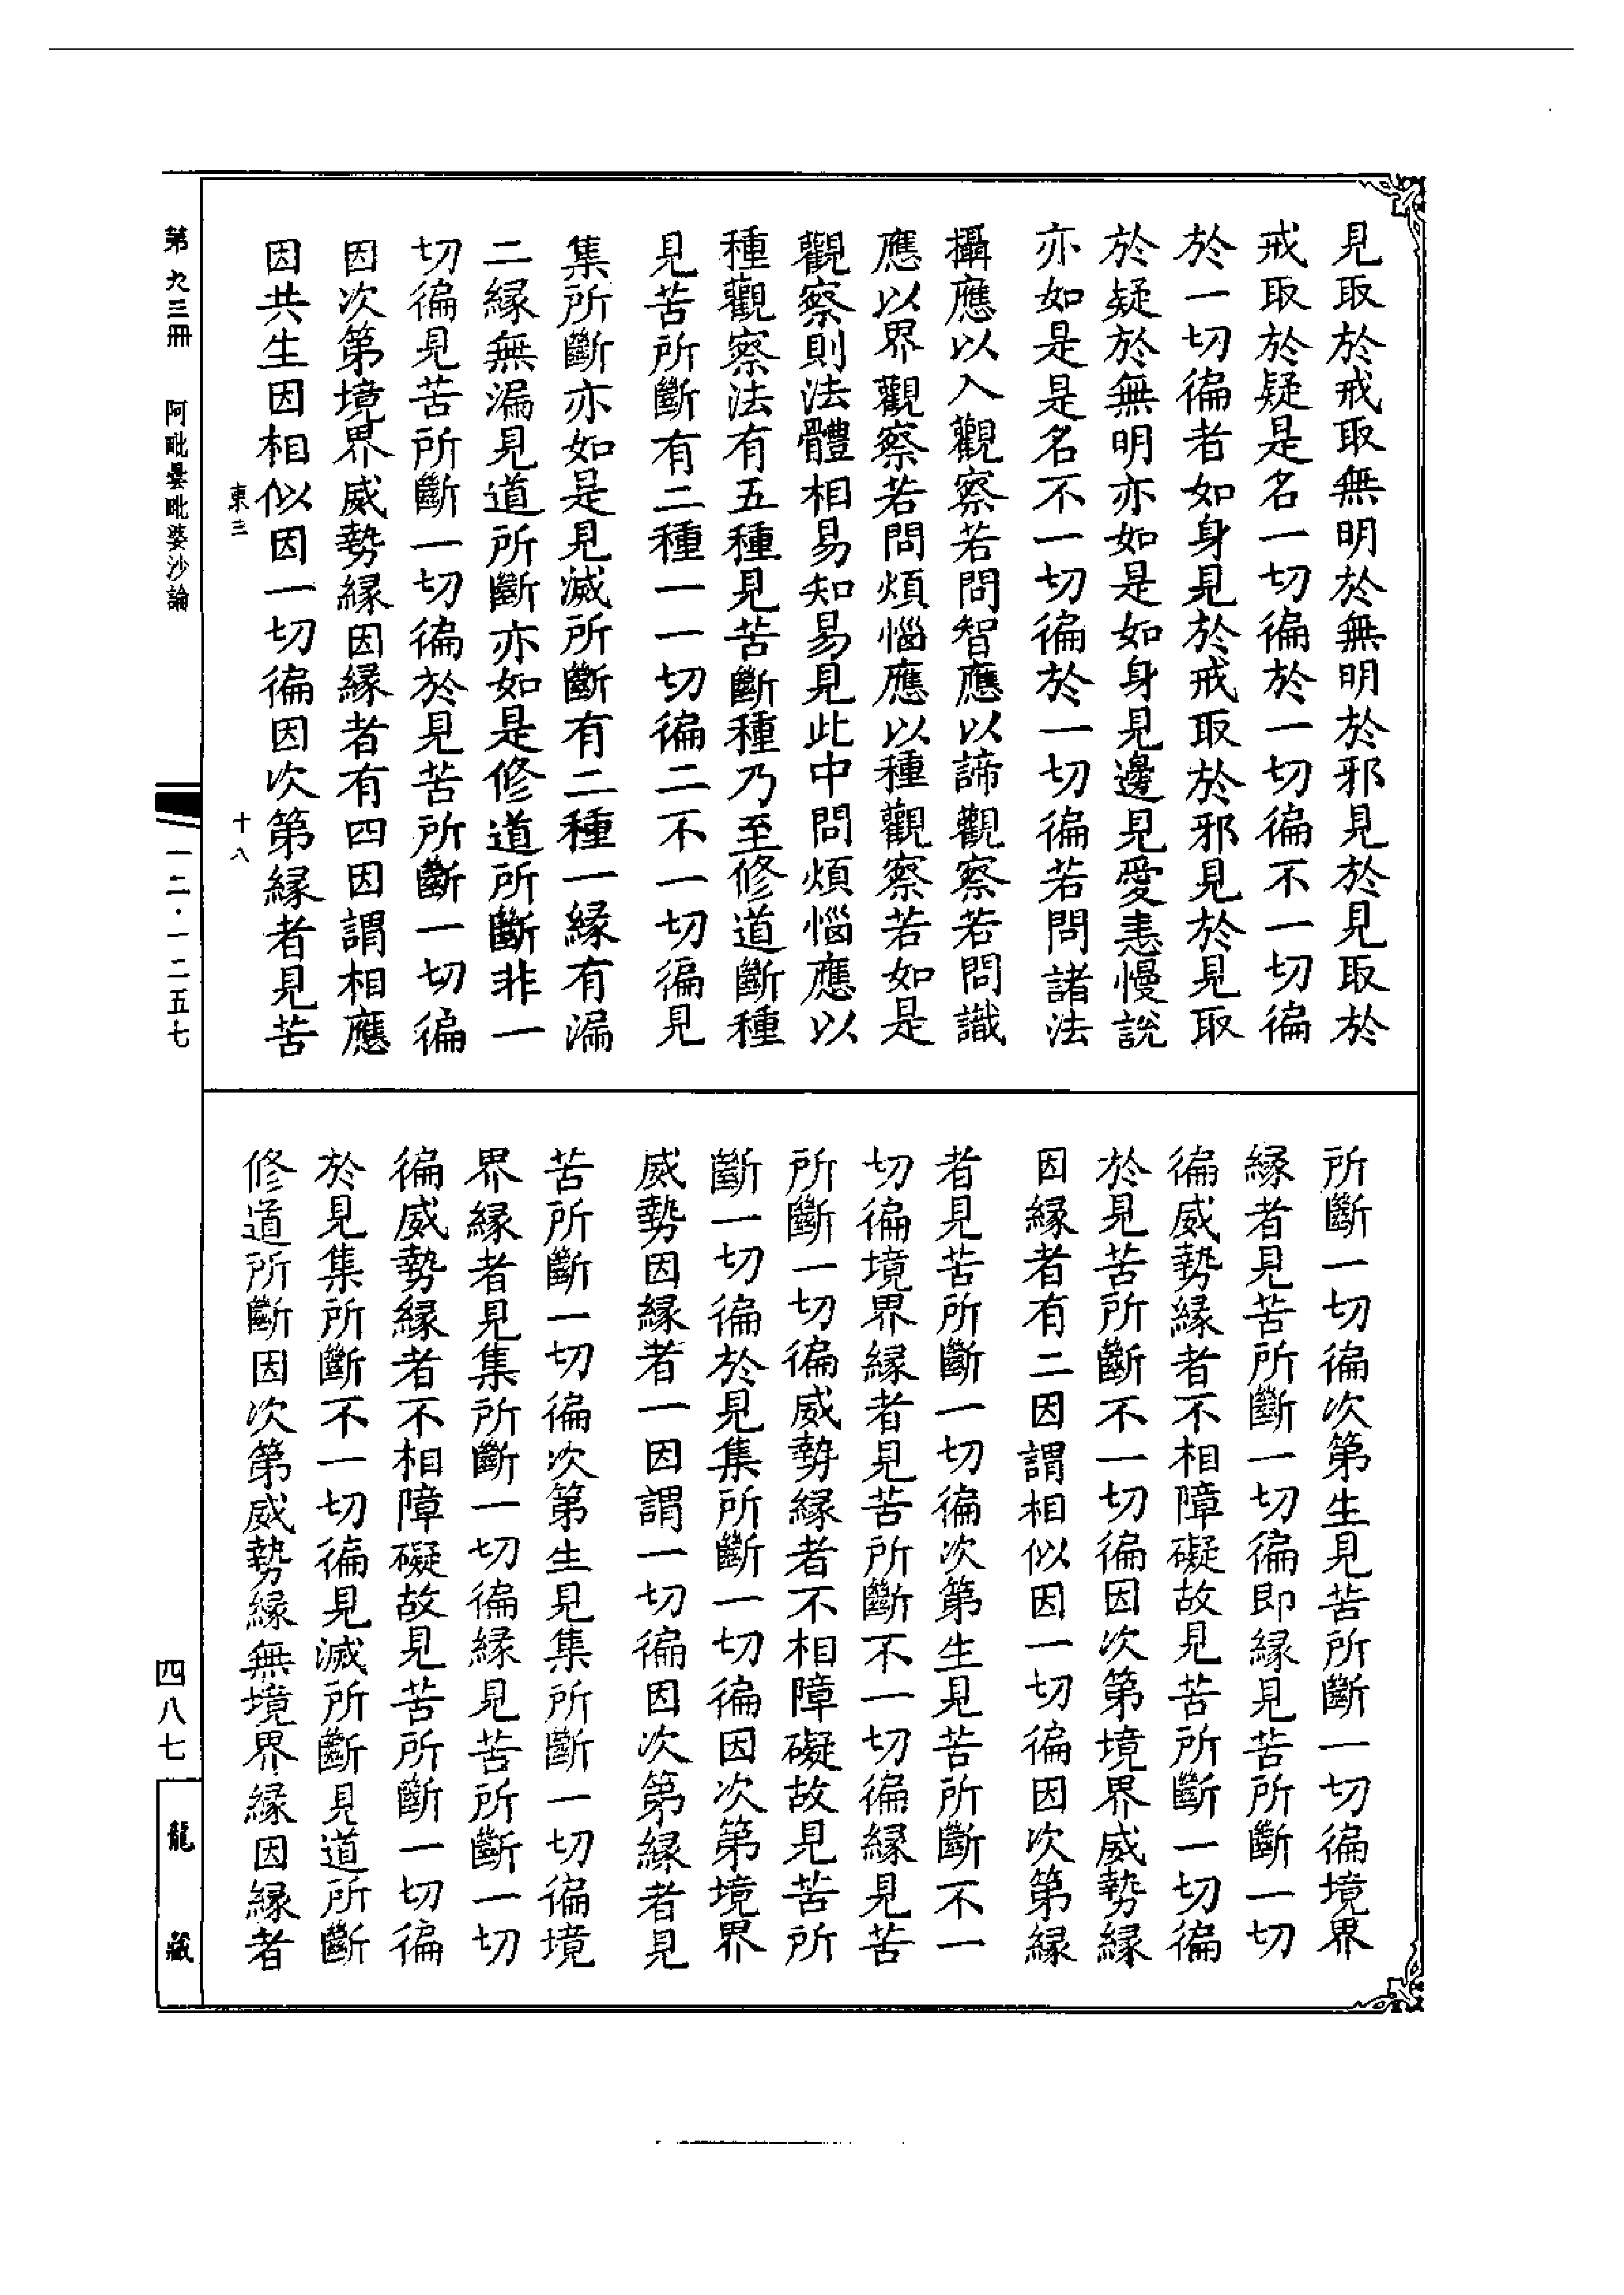 見取於戒取無明於無明於邪見於見取於
戒取於疑是名一切徧於一切徧不一切徧
於一切徧者如身見於戒取於邪見於見取
於疑於無明亦如是如身見邊見愛恚慢說
亦如是是名不一切徧於一切徧若問諸法
攝應以入觀察若問智應以諦觀察若問識
應以界觀察若問煩惱應以種觀察若如是
觀察則法體相易知易見此中問煩惱應以
種觀察法有五種見苦斷種乃至修道斷種
見苦所斷有二種一一切徧二不一切徧見
集所斷亦如是見滅所斷有二種一緣有漏
二緣無漏見道所斷亦如是修道所斷非一
切徧見苦所斷一切徧於見苦所斷一切徧
因次第境界威勢緣因緣者有四因謂相應
因共生因相似因一切徧因次第緣者見苦
東三
十八
所斷一切徧次第生見苦所斷一切徧境界
緣者見苦所斷一切徧即緣見苦所斷一切
徧威勢緣者不相障礙故見苦所斷一切徧
於見苦所斷不一切徧因次第境界威勢緣
因緣者有二因謂相似因一切徧因次第緣
者見苦所斷一切徧次第生見苦所斷不一
切徧境界緣者見苦所斷不一切徧緣見苦
所斷一切徧威勢緣者不相障礙故見苦所
斷一切徧於見集所斷一切徧因次第境界
威勢因緣者一因謂一切徧因次第緣者見
苦所斷一切徧次第生見集所斷一切徧境
界緣者見集所斷一切徧緣見苦所斷一切
徧威勢緣者不相障礙故見苦所斷一切徧
於見集所斷不一切徧見滅所斷見道所斷
修道所斷因次第威勢緣無境界緣因緣者
第九三冊
阿毗曇毗婆沙論
一二·一二五七
四八七
龍藏